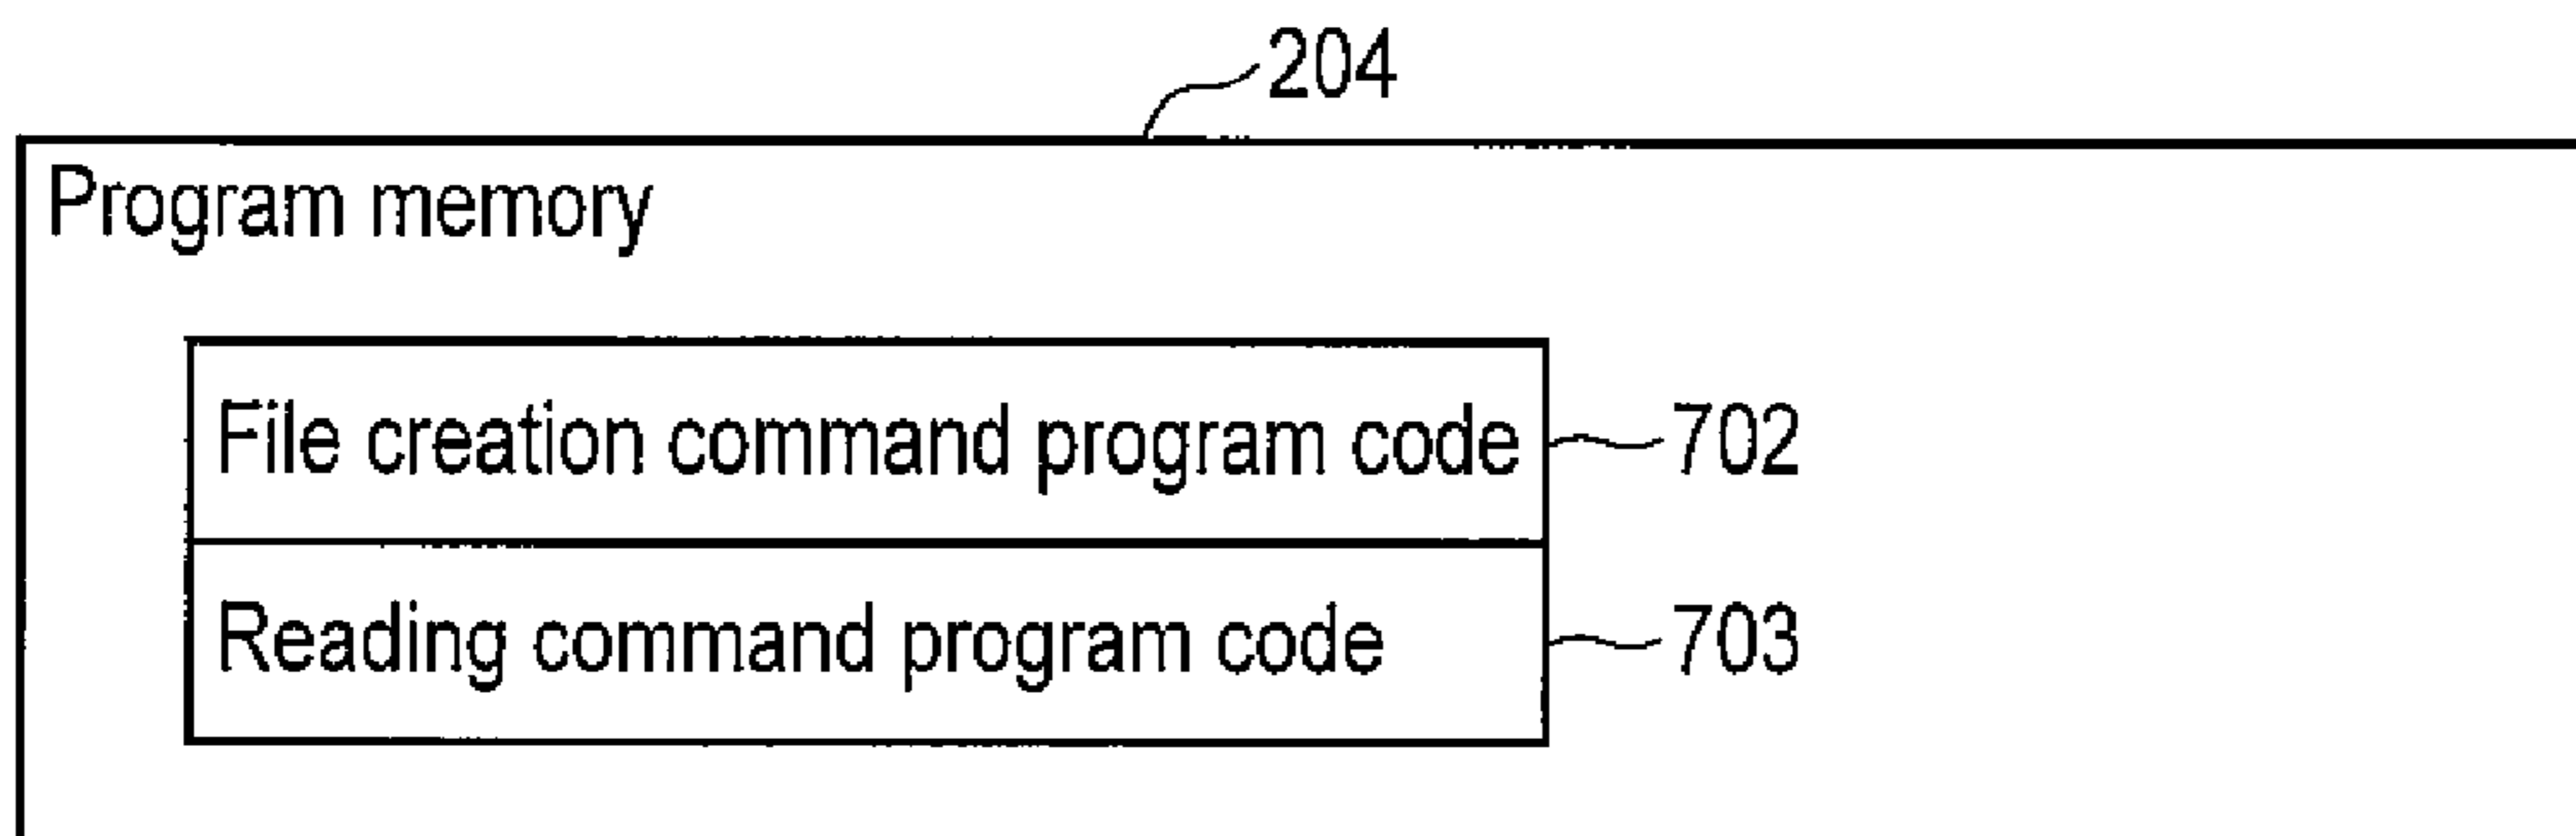 204
Program memory
File creation command program code 702
Reading command program code 703